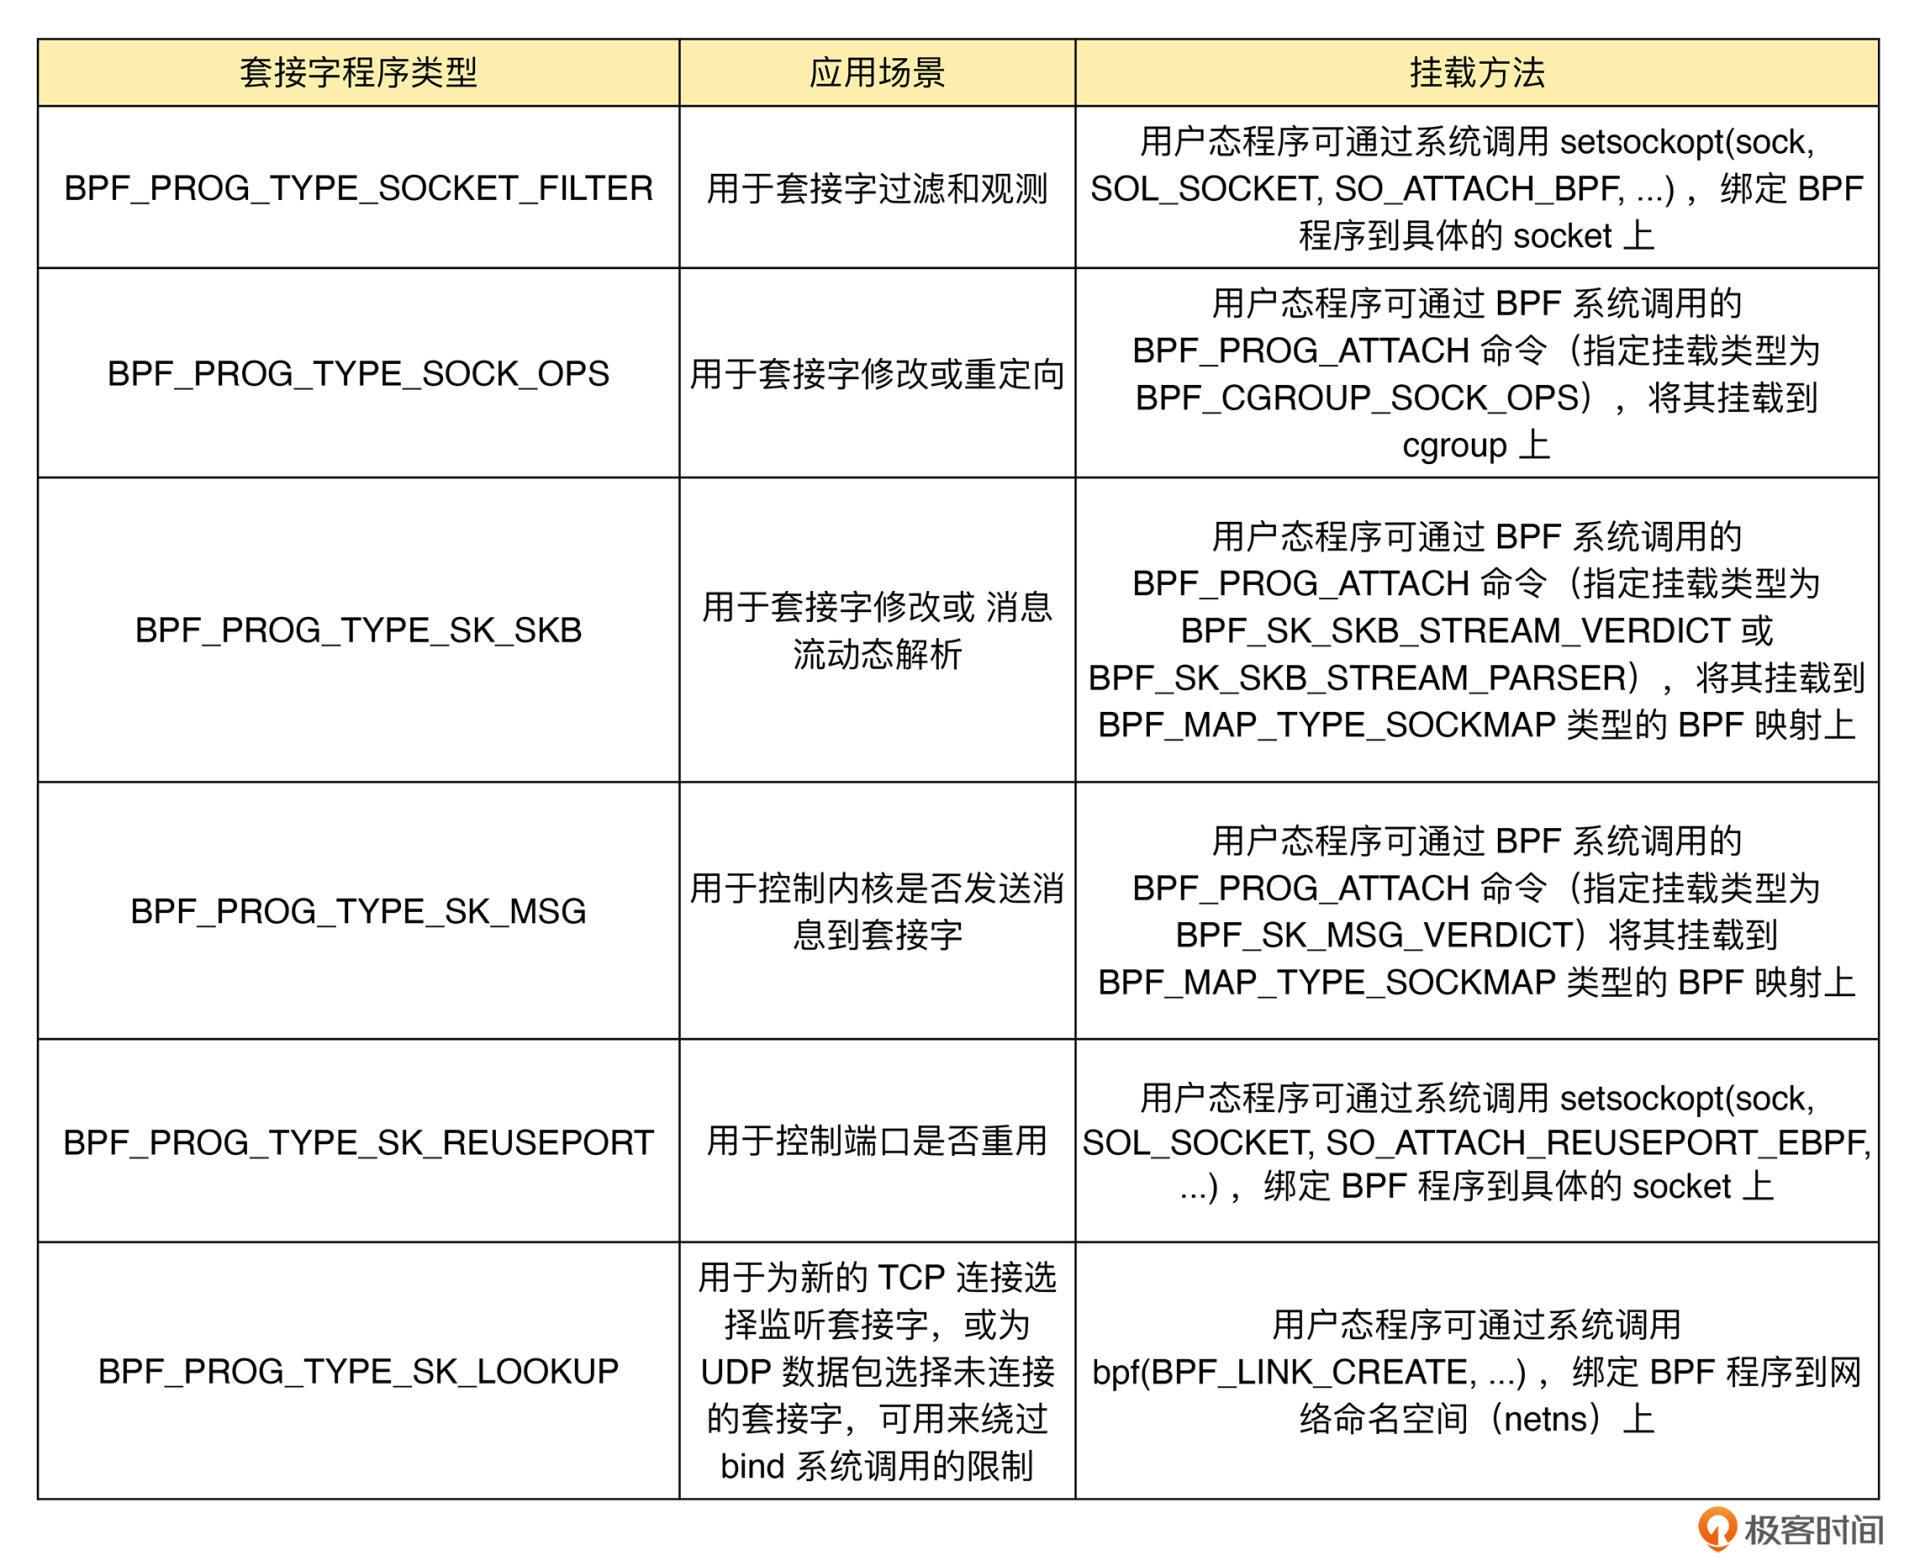 套接字程序类型
应用场景
挂载方法
BPF_PROG_TYPE_SOCKET_FILTER
用于套接字过滤和观测
用户态程序可通过系统调用 setsockopt(sock,
SOL_SOCKET, SO_ATTACH_BPF, ...) ，绑定 BPF
程序到具体的 socket 上
BPF_PROG_TYPE_SOCK_OPS
用于套接字修改或重定向
用户态程序可通过 BPF 系统调用的
BPF_PROG_ATTACH 命令（指定挂载类型为
BPF_CGROUP_SOCK_OPS），将其挂载到
cgroup 上
BPF_PROG_TYPE_SK_SKB
用于套接字修改或 消息
流动态解析
用户态程序可通过 BPF 系统调用的
BPF_PROG_ATTACH 命令（指定挂载类型为
BPF_SK_SKB_STREAM_VERDICT 或
BPF_SK_SKB_STREAM_PARSER），将其挂载到
BPF_MAP_TYPE_SOCKMAP 类型的 BPF 映射上
BPF_PROG_TYPE_SK_MSG
用于控制内核是否发送消
息到套接字
用户态程序可通过 BPF 系统调用的
BPF_PROG_ATTACH 命令（指定挂载类型为
BPF_SK_MSG_VERDICT）将其挂载到
BPF_MAP_TYPE_SOCKMAP 类型的 BPF 映射上
BPF_PROG_TYPE_SK_REUSEPORT
用于控制端口是否重用
用户态程序可通过系统调用 setsockopt(sock,
SOL_SOCKET, SO_ATTACH_REUSEPORT_EBPF,
...) ，绑定 BPF 程序到具体的 socket 上
BPF_PROG_TYPE_SK_LOOKUP
用于为新的 TCP 连接选
择监听套接字，或为
UDP 数据包选择未连接
的套接字，可用来绕过
bind 系统调用的限制
用户态程序可通过系统调用
bpf(BPF_LINK_CREATE, ...) ，绑定 BPF 程序到网
络命名空间（netns）上
极客时间